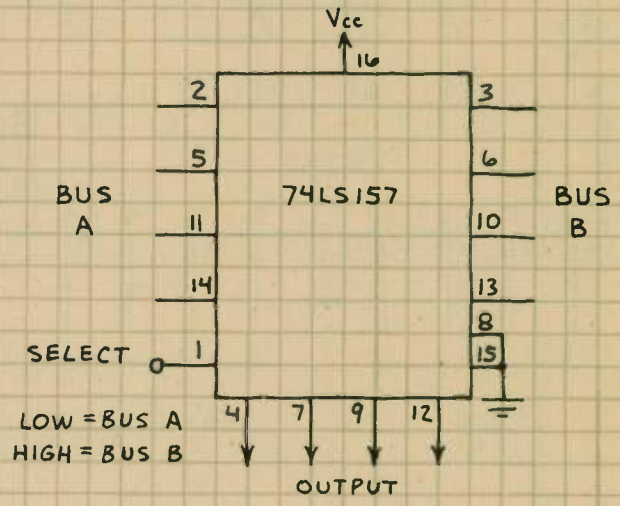 Vcc
16
2
3
5
6
74LS157
BUS
A
BUS
B
11
10
14
13
8
SELECT
1
15
LOW = BUS A
HIGH = BUS B
4
7
9
12
OUTPUT